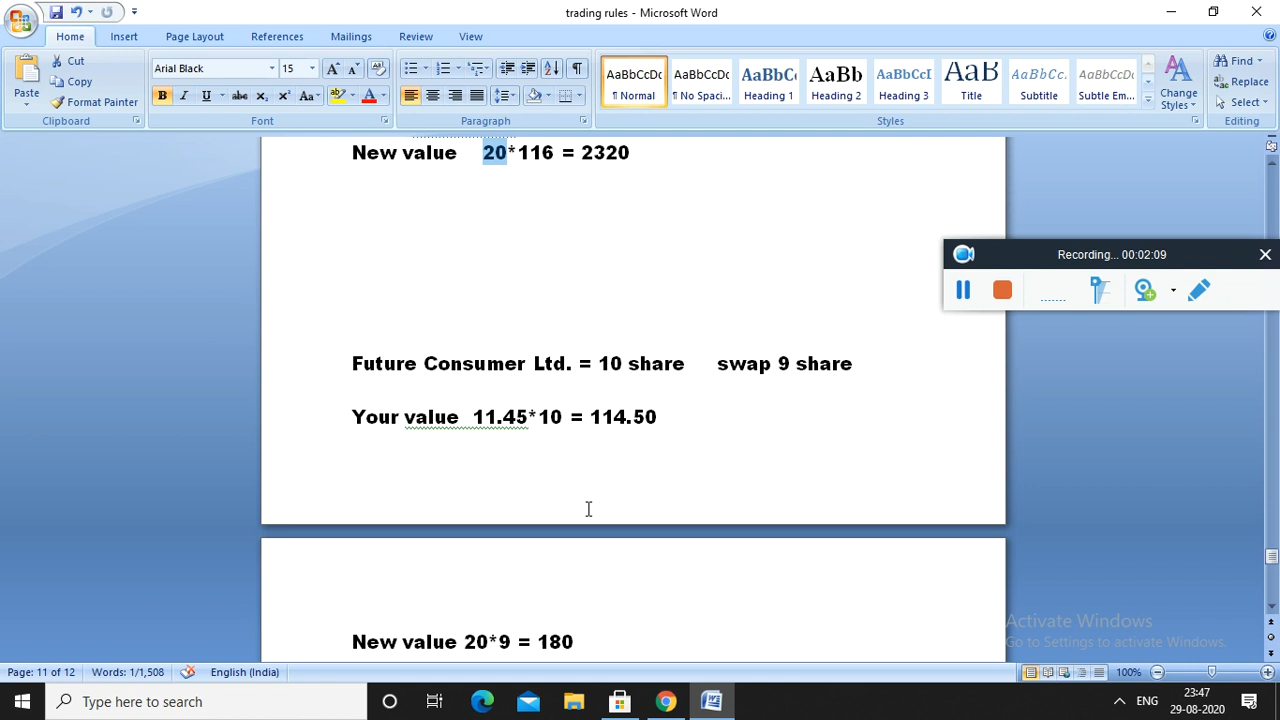 trading rules - Microsoft Word
Home Insert Page Layout References Mailings Review View
Paste
Cut
Copy
Format Painter
Clipboard
Arial Black 15
B I U abc x₂ x² Aa ab A
Font
Paragraph
AaBbCcDc AaBbCcDc AaBbC AaBb AaBbCcI AaB AaBbCc. AaBbCcDc
¶ Normal ¶ No Spaci... Heading 1 Heading 2 Heading 3 Title Subtitle Subtle Em...
Change Styles
Styles
Find
Replace
Select
Editing
New value 20*116 = 2320
Recording... 00:02:09
Future Consumer Ltd. = 10 share swap 9 share
Your value 11.45*10 = 114.50
New value 20*9 = 180
Activate Windows
Go to Settings to activate Windows.
Page: 11 of 12 Words: 1/1,508 English (India) 100%
Type here to search
ENG
23:47
29-08-2020